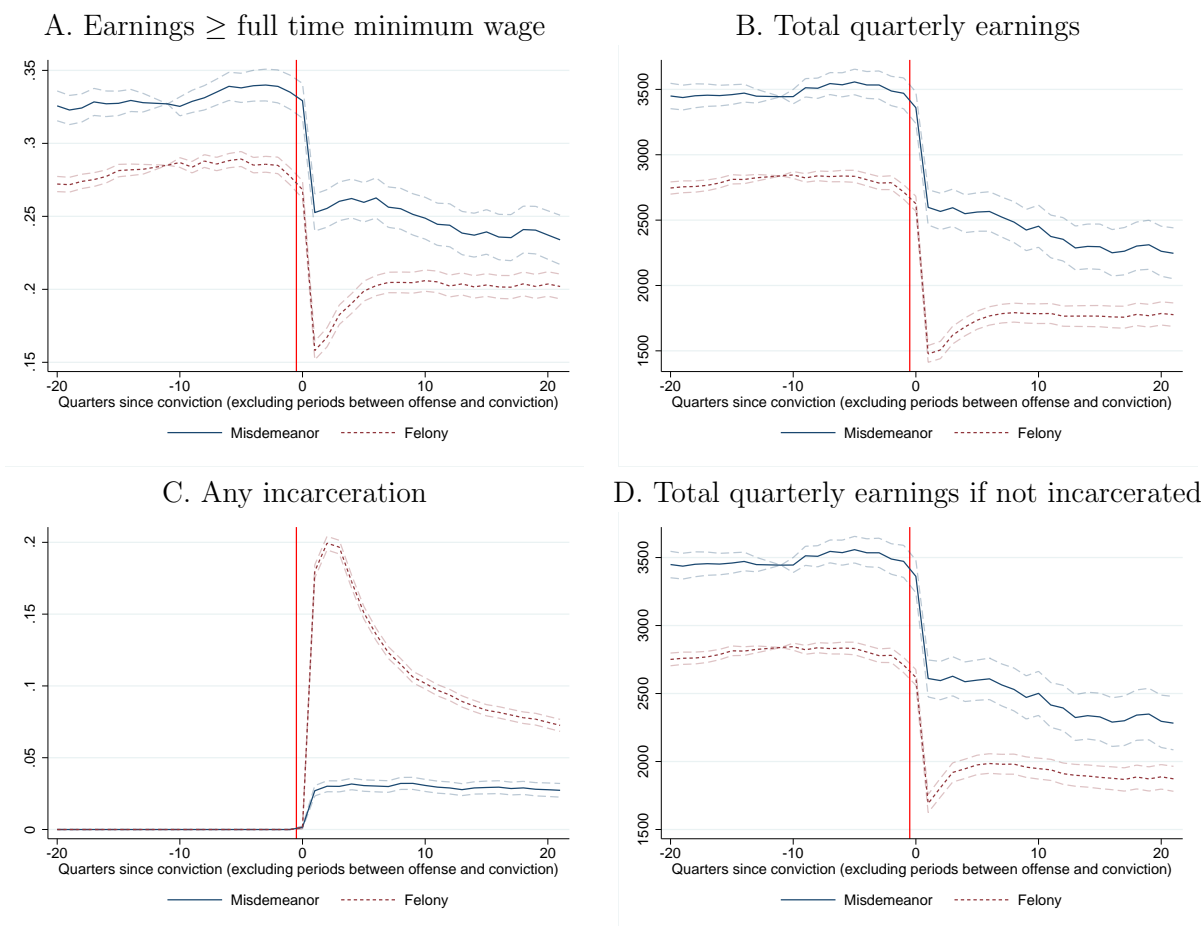 A. Earnings ≥ full time minimum wage
.35
.3
.25
.2
.15
-20 -10 0 10 20
Quarters since conviction (excluding periods between offense and conviction)
Misdemeanor Felony
B. Total quarterly earnings
3500
3000
2500
2000
1500
-20 -10 0 10 20
Quarters since conviction (excluding periods between offense and conviction)
Misdemeanor Felony
C. Any incarceration
.2
.15
.1
.05
0
-20 -10 0 10 20
Quarters since conviction (excluding periods between offense and conviction)
Misdemeanor Felony
D. Total quarterly earnings if not incarcerated
3500
3000
2500
2000
1500
-20 -10 0 10 20
Quarters since conviction (excluding periods between offense and conviction)
Misdemeanor Felony